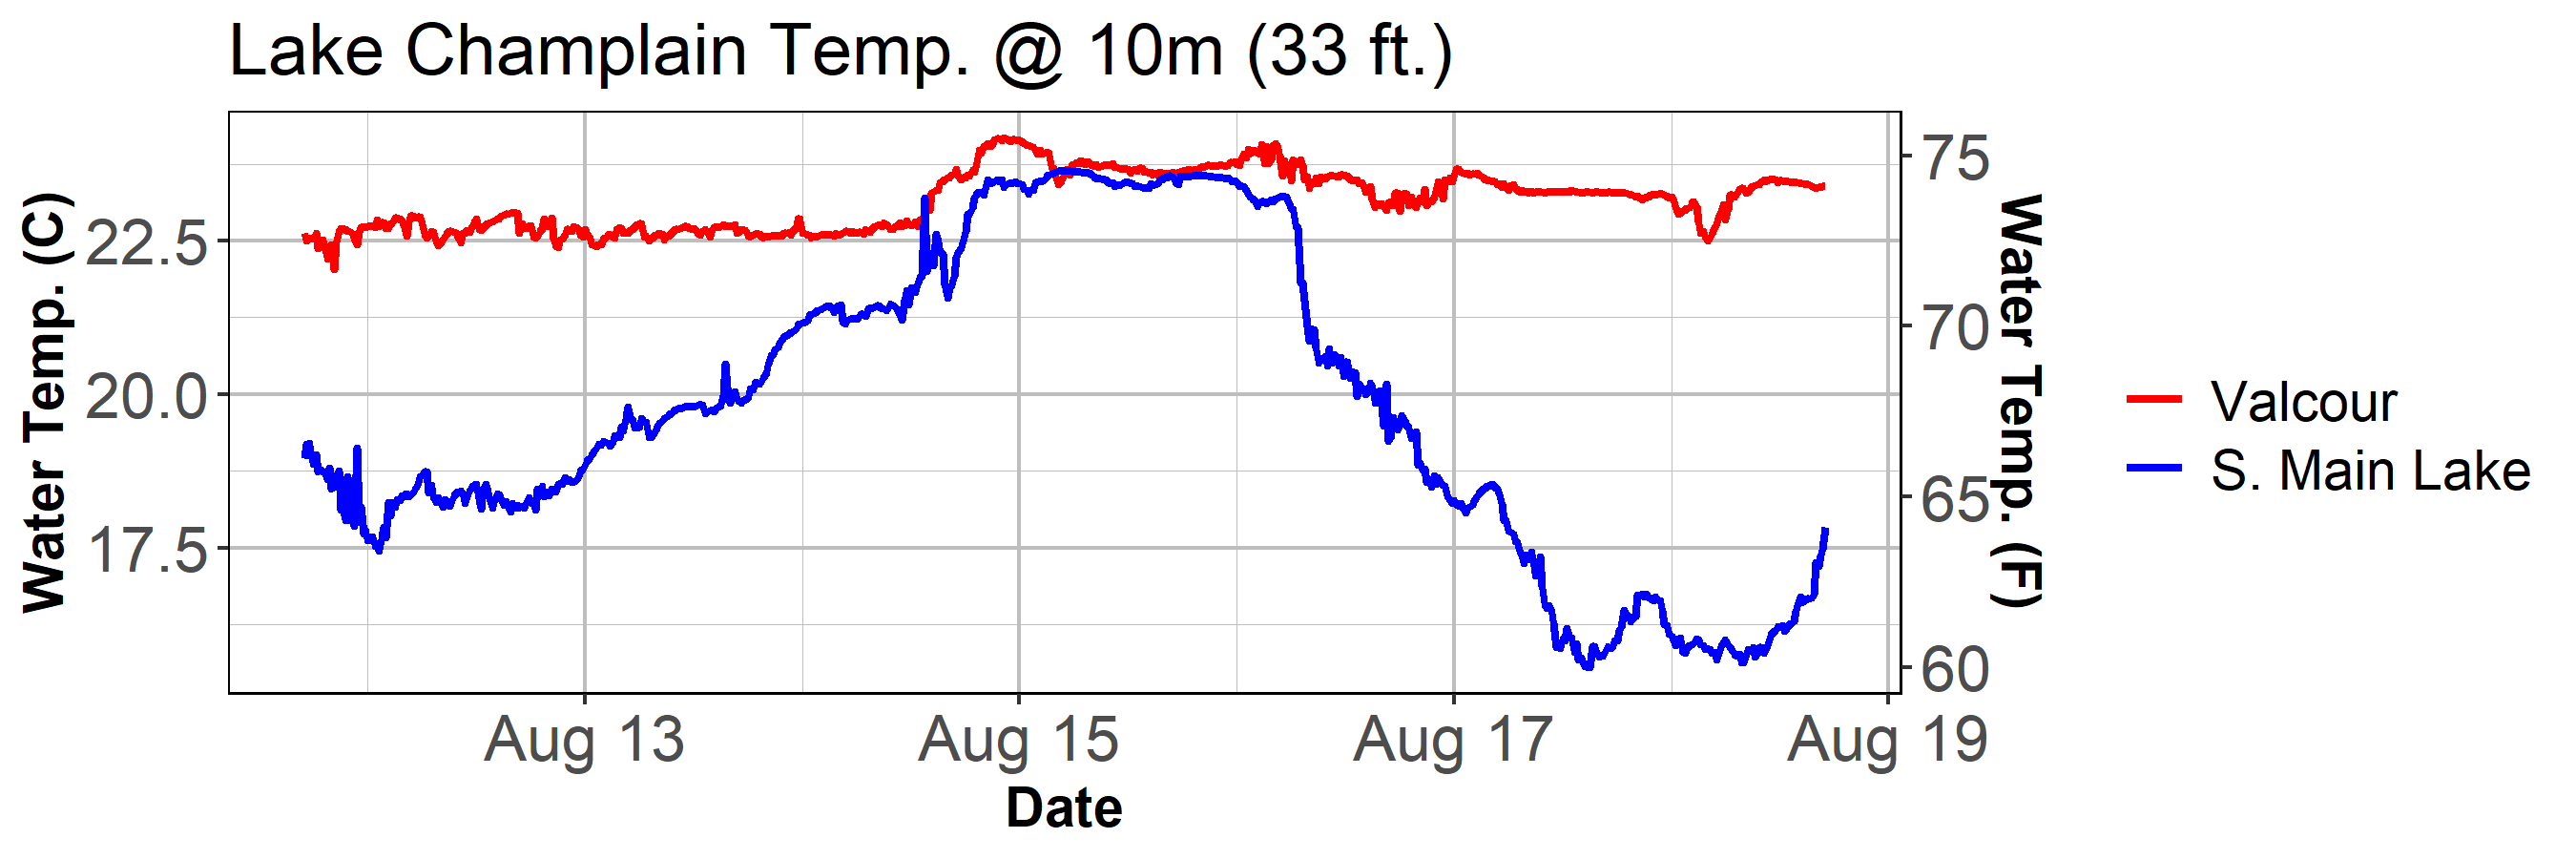 Lake Champlain Temp. @ 10m (33 ft.)
Water Temp. (C)
22.5
20.0
17.5
75
70
65
60
Water Temp. (F)
Aug 13
Aug 15
Aug 17
Aug 19
Date
Valcour
S. Main Lake